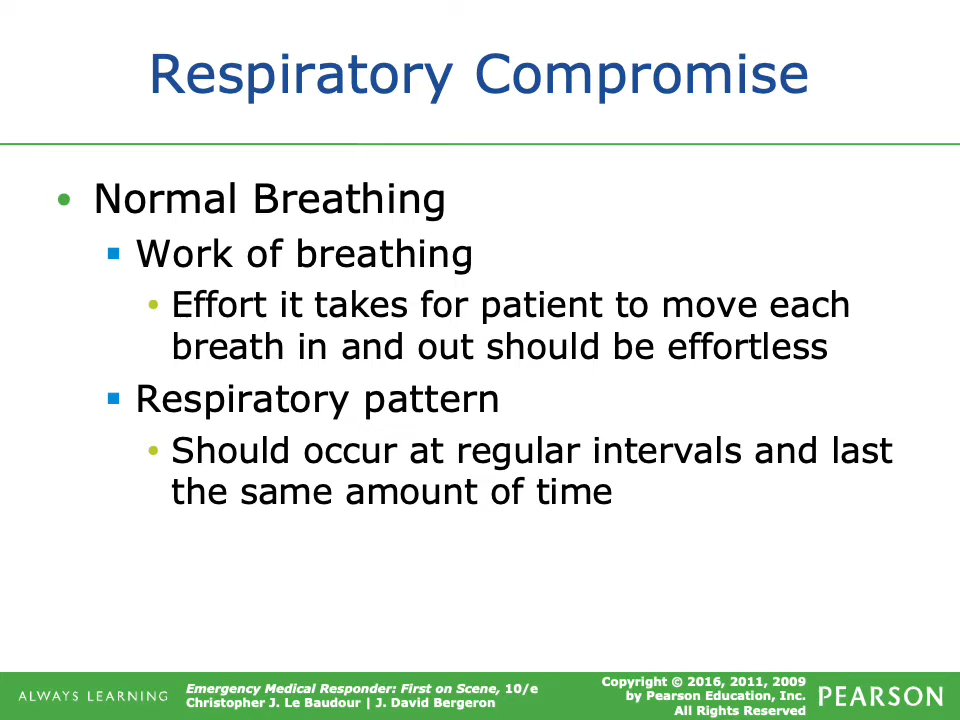 Respiratory Compromise
• Normal Breathing
▪ Work of breathing
• Effort it takes for patient to move each
breath in and out should be effortless
▪ Respiratory pattern
• Should occur at regular intervals and last
the same amount of time
ALWAYS LEARNING
Emergency Medical Responder: First on Scene, 10/e
Christopher J. Le Baudour | J. David Bergeron
Copyright © 2016, 2011, 2009
by Pearson Education, Inc.
All Rights Reserved
PEARSON